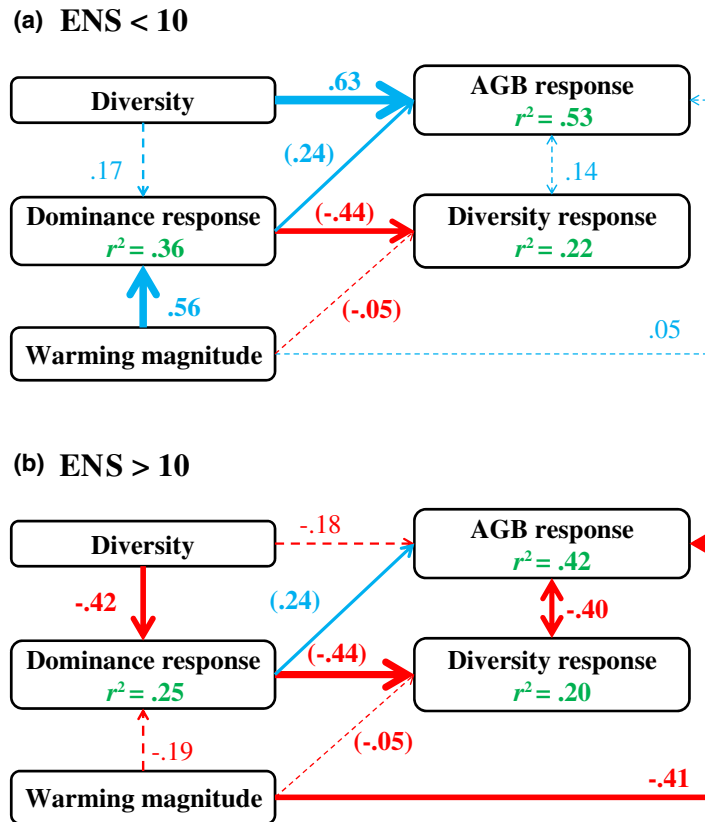 (a) ENS < 10
Diversity
.63
AGB response
r² = .53
.17
(.24)
.14
Dominance response
r² = .36
(-.44)
Diversity response
r² = .22
.56
(-.05)
Warming magnitude
.05
(b) ENS > 10
Diversity
-.18
AGB response
r² = .42
-.42
(.24)
-.40
Dominance response
r² = .25
(-.44)
Diversity response
r² = .20
-.19
(-.05)
Warming magnitude
-.41